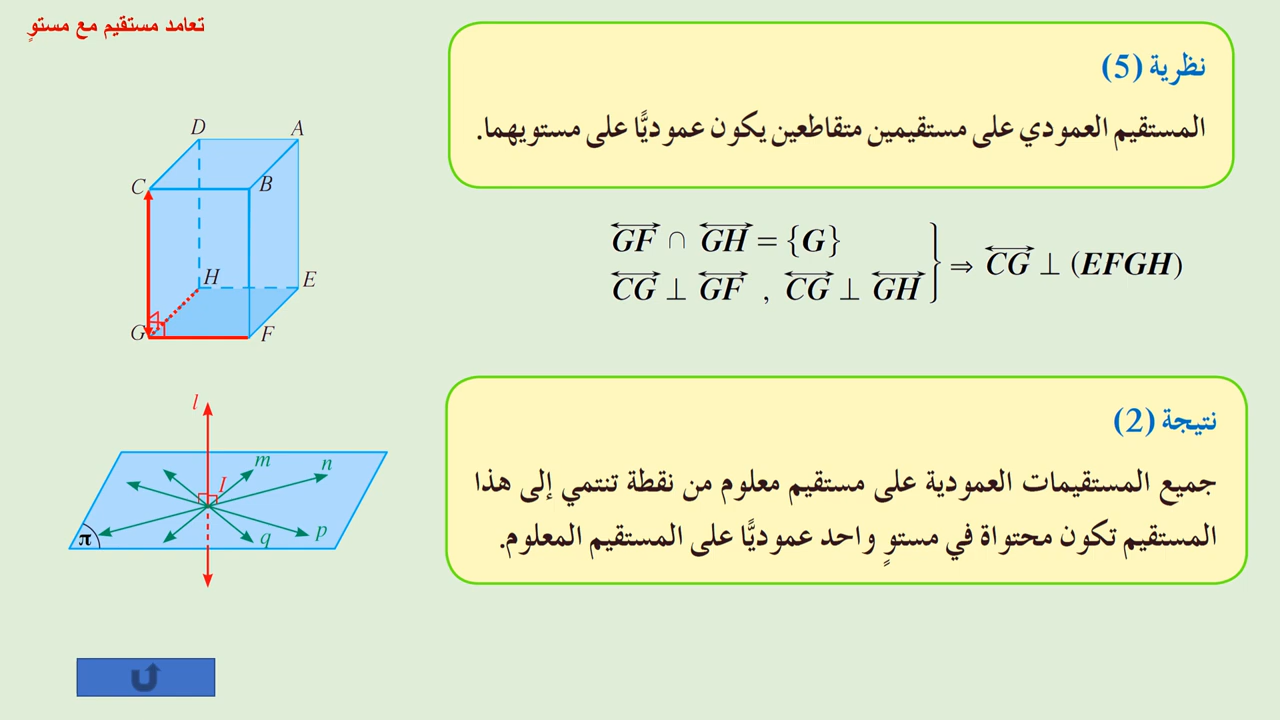 تعامد مستقيم مع مستوٍ
نظرية (5)
المستقيم العمودي على مستقيمين متقاطعين يكون عموديًّا على مستويهما.
GF ∩ GH = {G}
CG ⊥ GF , CG ⊥ GH
} ⇒ CG ⊥ (EFGH)
D A
C B
H E
G F
نتيجة (2)
جميع المستقيمات العمودية على مستقيم معلوم من نقطة تنتمي إلى هذا
المستقيم تكون محتواة في مستوٍ واحد عموديًّا على المستقيم المعلوم.
l
m n
I
π q p